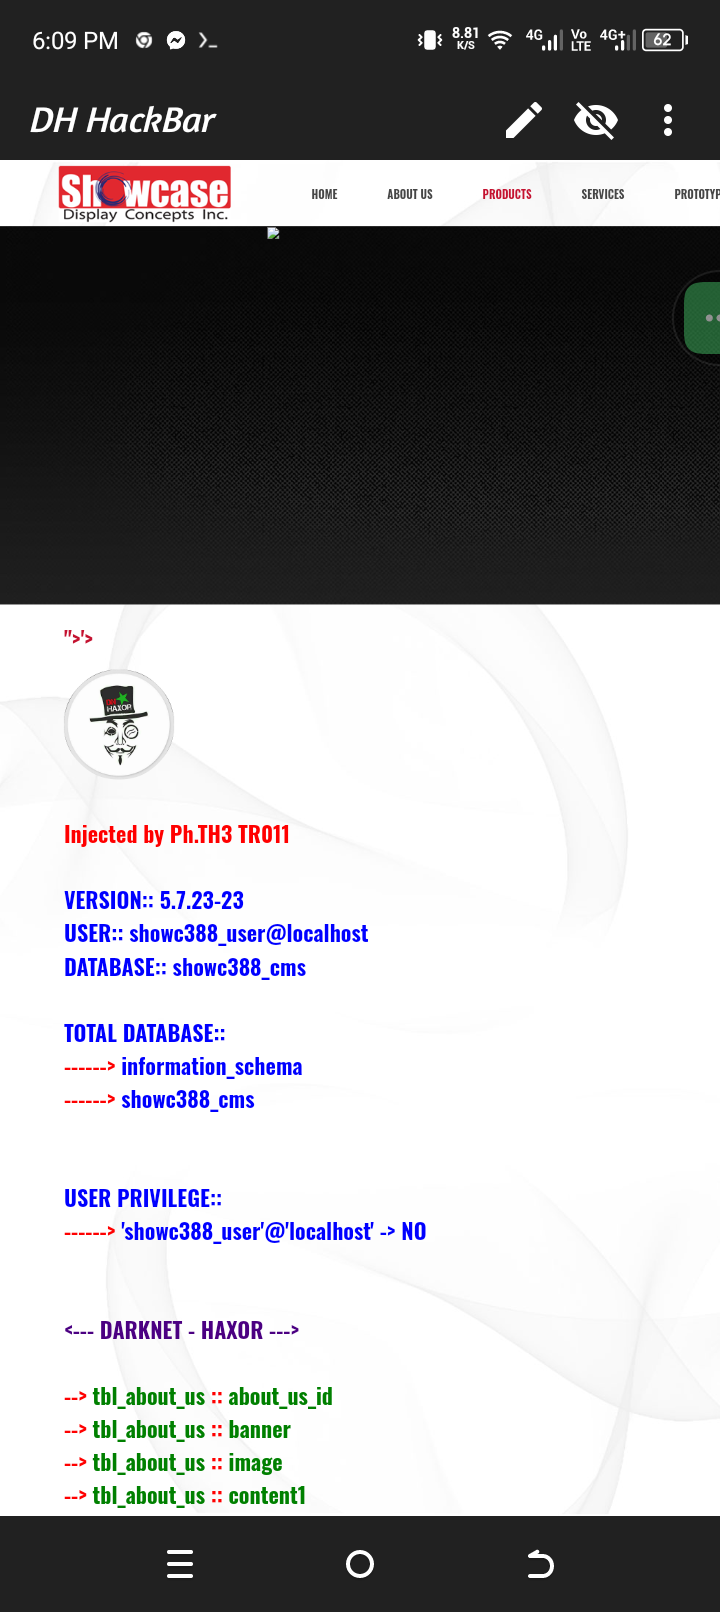 6:09 PM
8.81
K/S
4G
Vo
LTE
4G+
62
DH HackBar
Showcase
Display Concepts Inc.
HOME
ABOUT US
PRODUCTS
SERVICES
PROTOTYP
">'>
HAXOR
Injected by Ph.TH3 TR011
VERSION:: 5.7.23-23
USER:: showc388_user@localhost
DATABASE:: showc388_cms
TOTAL DATABASE::
------> information_schema
------> showc388_cms
USER PRIVILEGE::
------> 'showc388_user'@'localhost' -> NO
<--- DARKNET - HAXOR --->
--> tbl_about_us :: about_us_id
--> tbl_about_us :: banner
--> tbl_about_us :: image
--> tbl_about_us :: content1